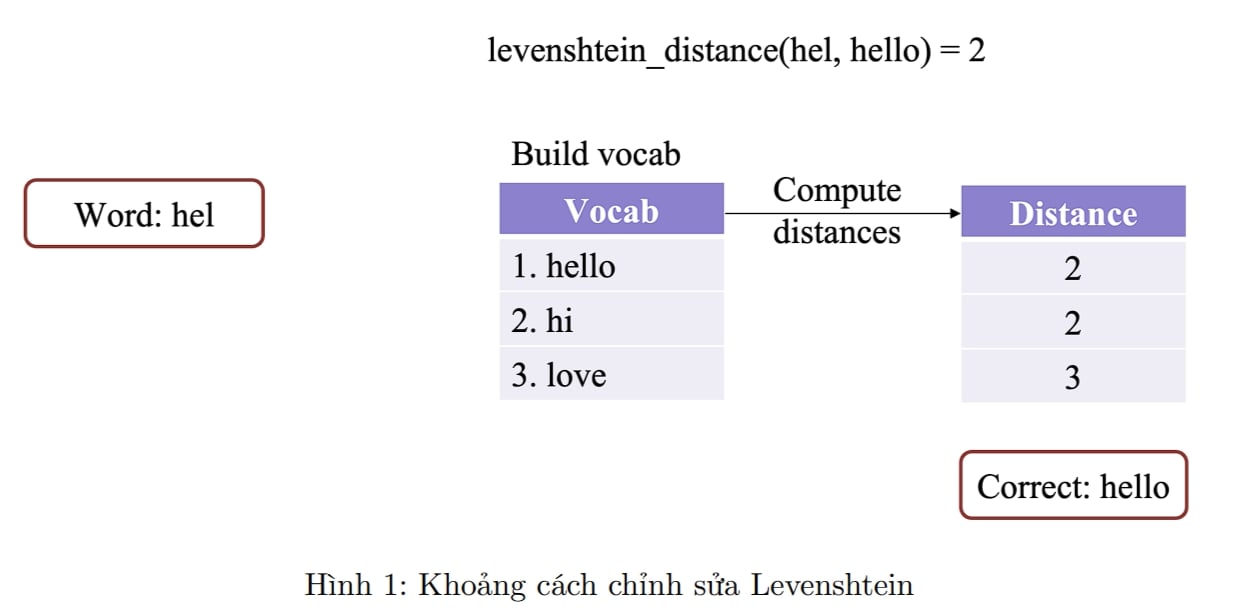 levenshtein_distance(hel, hello) = 2
Word: hel
Build vocab
Vocab
1. hello
2. hi
3. love
Compute
distances
Distance
2
2
3
Correct: hello
Hình 1: Khoảng cách chỉnh sửa Levenshtein